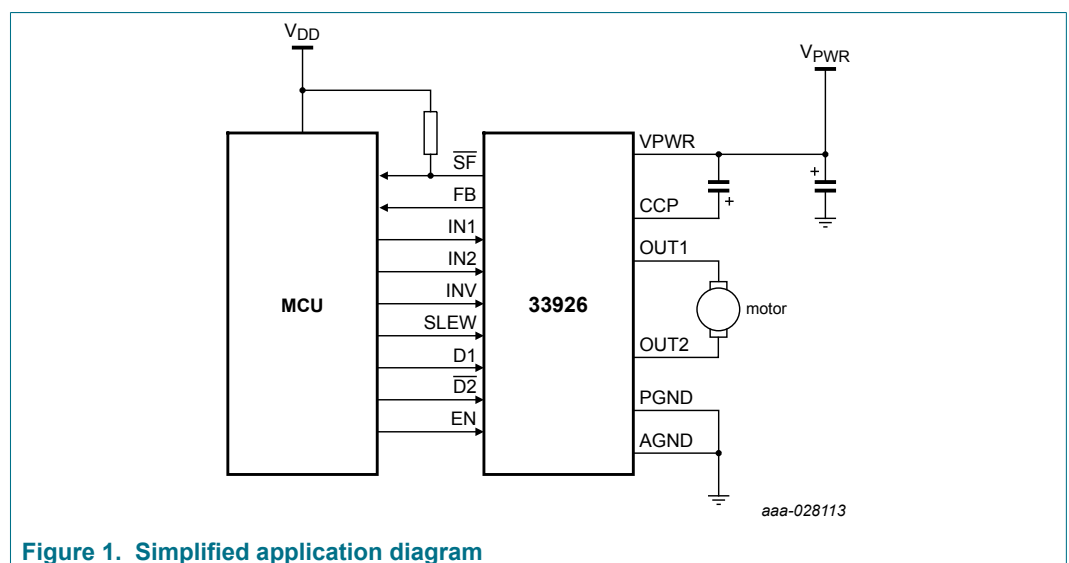 VDD
VPWR
MCU
SF
FB
IN1
IN2
INV
SLEW
D1
D2
EN
33926
VPWR
CCP
OUT1
motor
OUT2
PGND
AGND
+
+
aaa-028113
Figure 1. Simplified application diagram